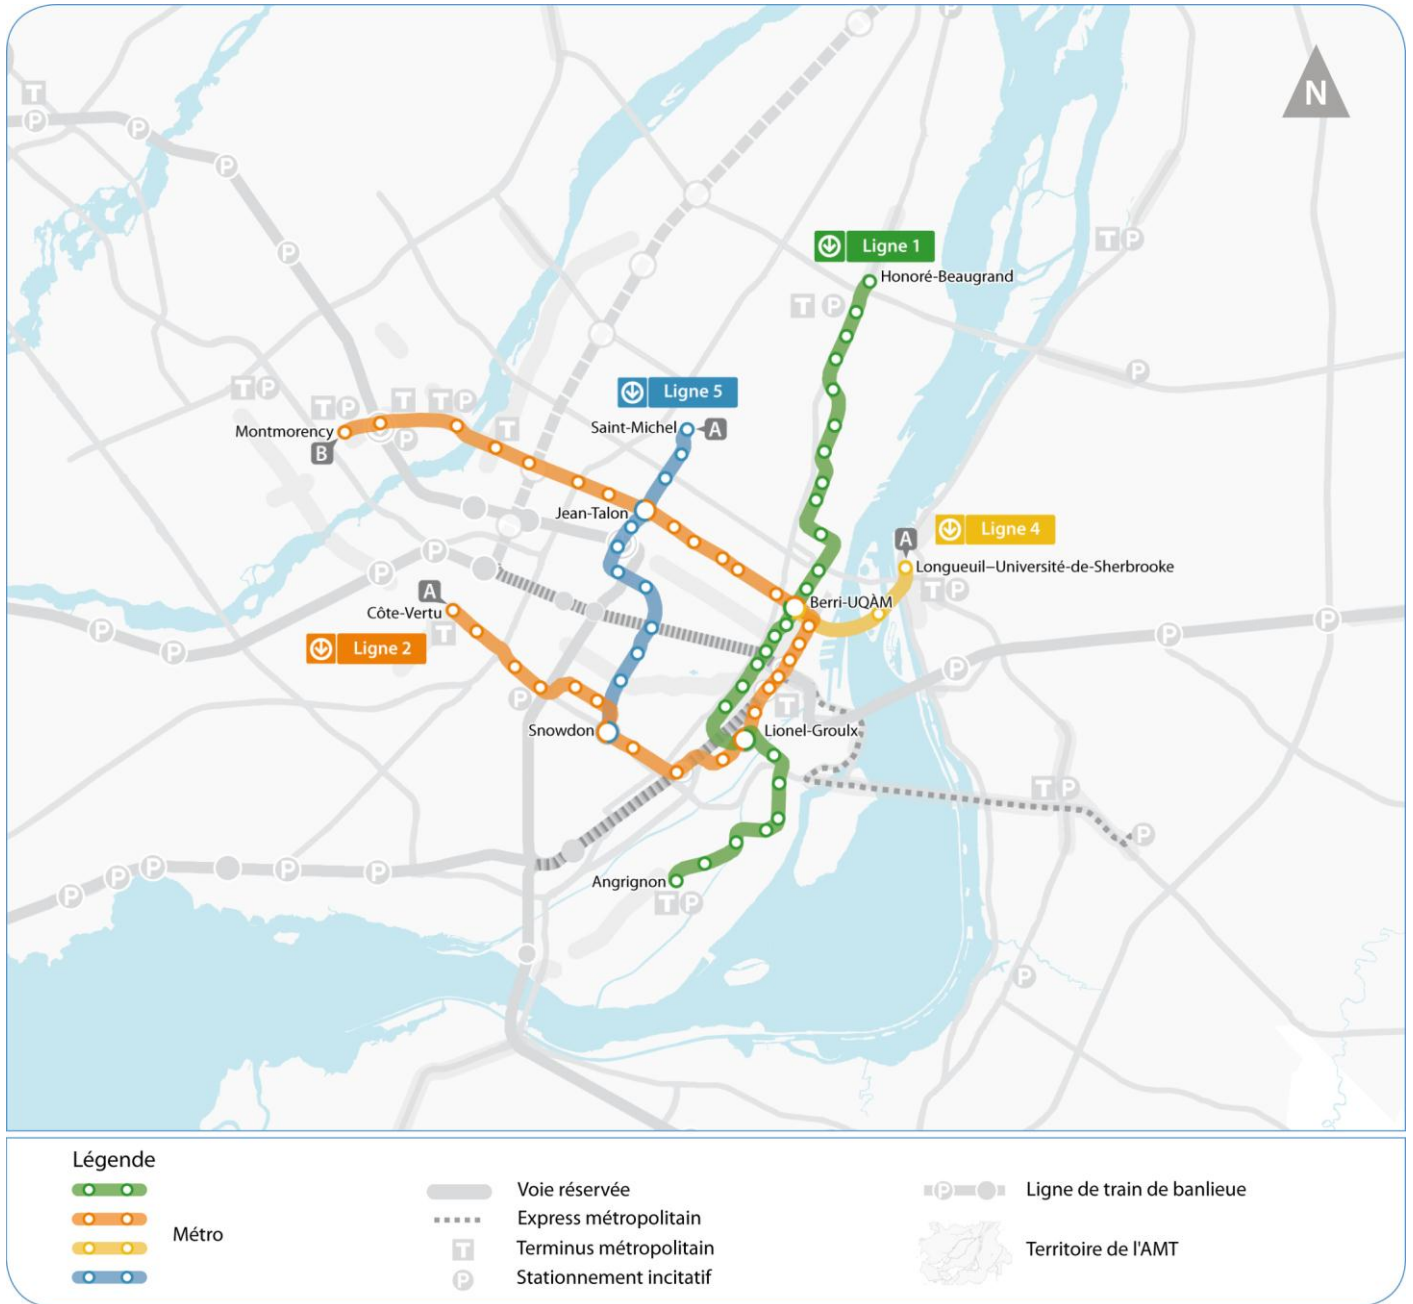 N
T
P
P
P
P
P
T P
Ligne 1
Honoré-Beaugrand
T P
P
T P
T P
T
T P
Ligne 5
Montmorency
B
P
T
Saint-Michel
A
Jean-Talon
Ligne 4
A
P
P
Longueuil–Université-de-Sherbrooke
T P
A
Côte-Vertu
Berri-UQÀM
P
P
T
P
P
Ligne 2
P
P
T
Snowdon
Lionel-Groulx
T P
P
P
P
P
P
P
Angrignon
T P
P
Légende
Métro
Voie réservée
Express métropolitain
T Terminus métropolitain
P Stationnement incitatif
P Ligne de train de banlieue
Territoire de l'AMT